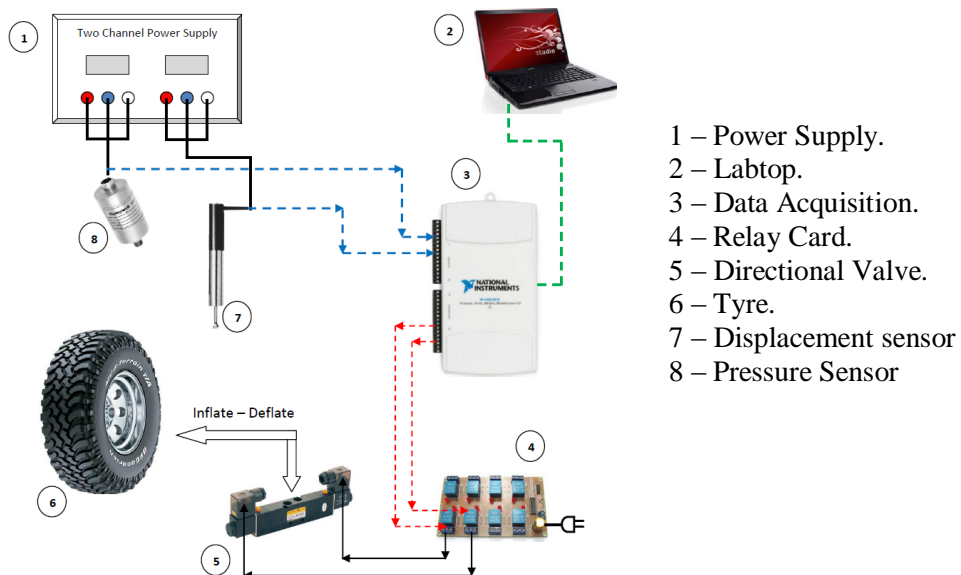 1
Two Channel Power Supply
2
Studio
3
NATIONAL
INSTRUMENTS
8
7
Inflate – Deflate
6
5
4
1 – Power Supply.
2 – Labtop.
3 – Data Acquisition.
4 – Relay Card.
5 – Directional Valve.
6 – Tyre.
7 – Displacement sensor
8 – Pressure Sensor